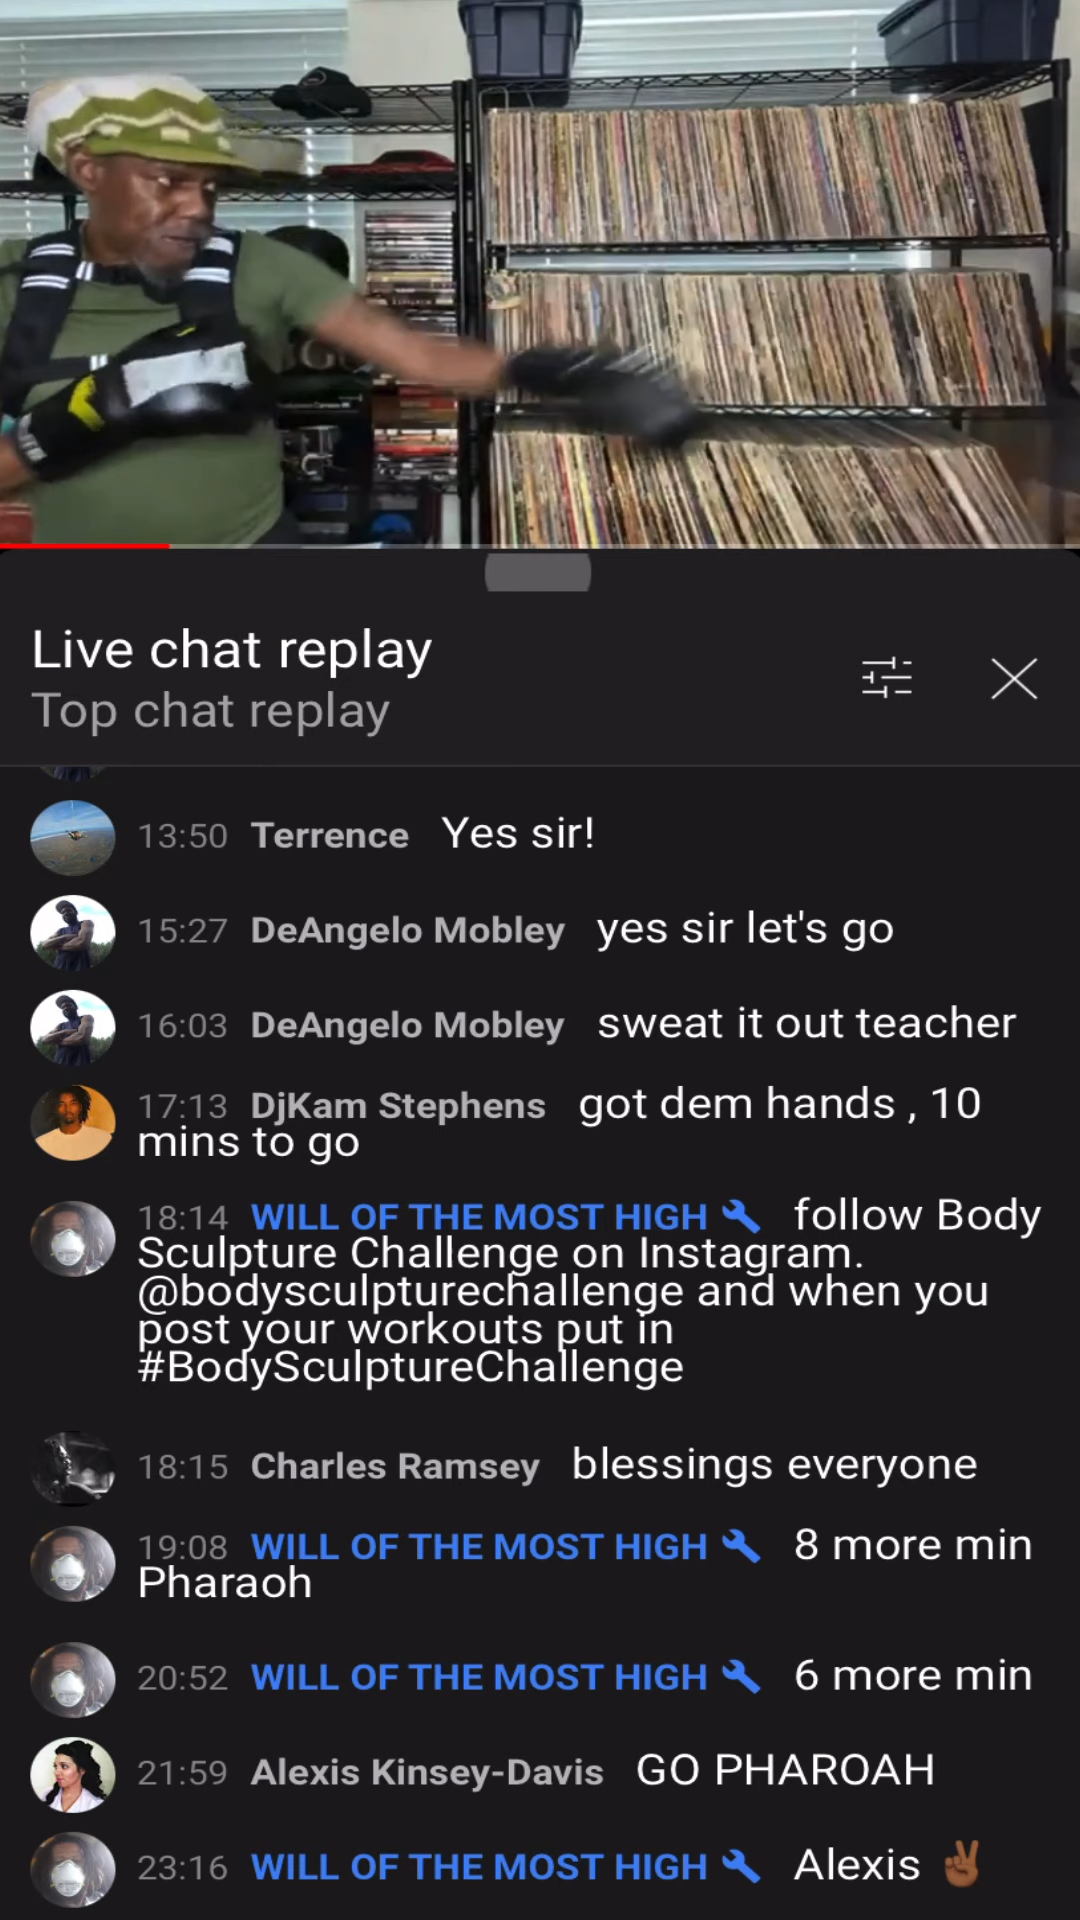 Live chat replay
Top chat replay
13:50 Terrence Yes sir!
15:27 DeAngelo Mobley yes sir let's go
16:03 DeAngelo Mobley sweat it out teacher
17:13 DjKam Stephens got dem hands , 10
mins to go
18:14 WILL OF THE MOST HIGH follow Body
Sculpture Challenge on Instagram.
@bodysculpturechallenge and when you
post your workouts put in
#BodySculptureChallenge
18:15 Charles Ramsey blessings everyone
19:08 WILL OF THE MOST HIGH 8 more min
Pharaoh
20:52 WILL OF THE MOST HIGH 6 more min
21:59 Alexis Kinsey-Davis GO PHAROAH
23:16 WILL OF THE MOST HIGH Alexis ✌🏾